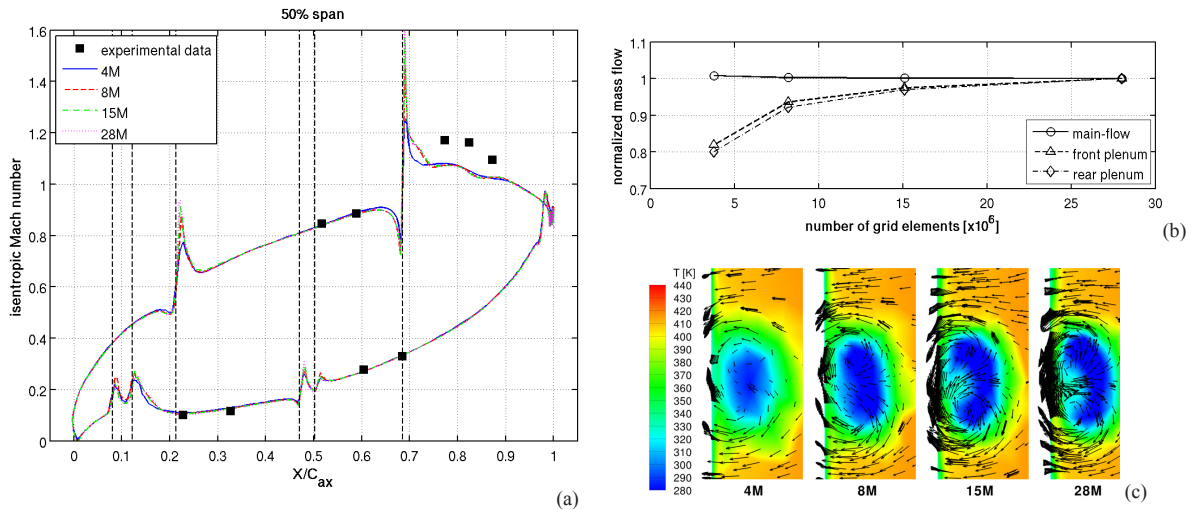 50% span
isentropic Mach number
1.6
1.4
1.2
1
0.8
0.6
0.4
0.2
0
experimental data
4M
8M
15M
28M
0 0.1 0.2 0.3 0.4 0.5 0.6 0.7 0.8 0.9 1
X/Cax
(a)
normalized mass flow
1.1
1
0.9
0.8
0.7
main-flow
front plenum
rear plenum
0 5 10 15 20 25 30
number of grid elements [x10^6]
(b)
T [K]
440
430
420
410
400
390
380
370
360
350
340
330
320
310
300
290
280
4M 8M 15M 28M
(c)